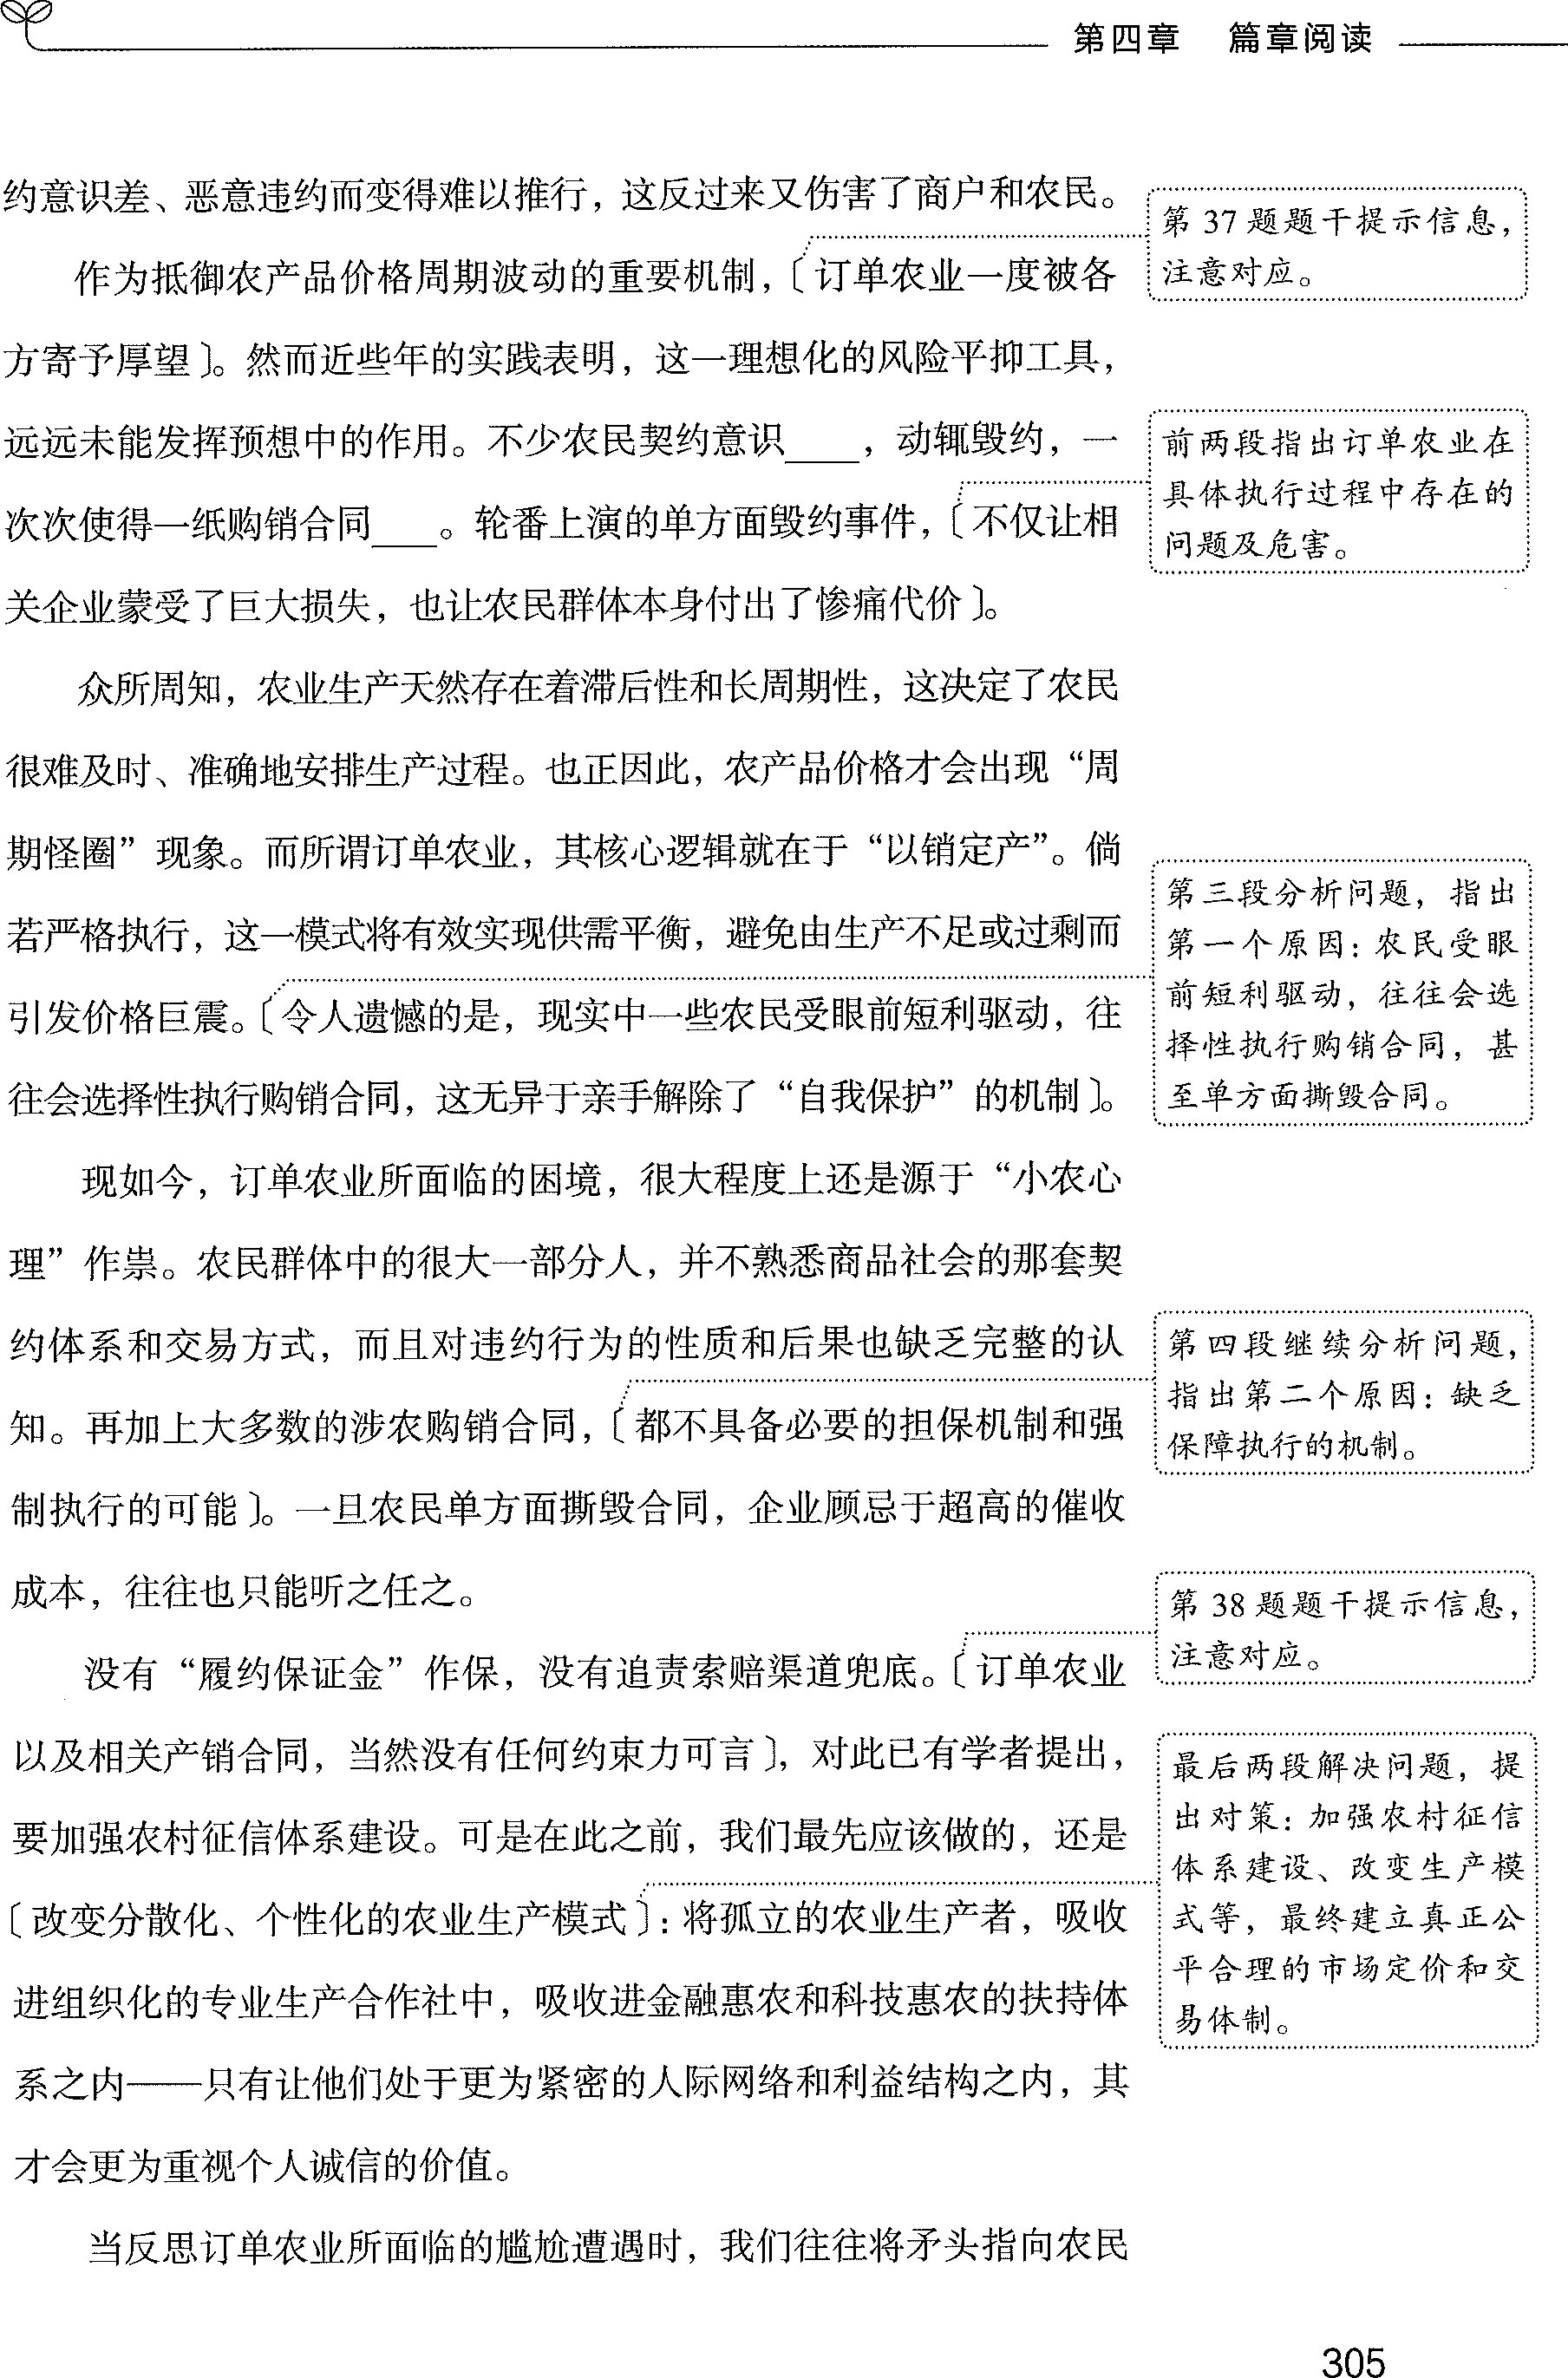 第四章 篇章阅读
约意识差、恶意违约而变得难以推行，这反过来又伤害了商户和农民。
作为抵御农产品价格周期波动的重要机制，〔订单农业一度被各
方寄予厚望〕。然而近些年的实践表明，这一理想化的风险平抑工具，
远远未能发挥预想中的作用。不少农民契约意识____，动辄毁约，一
次次使得一纸购销合同____。轮番上演的单方面毁约事件，〔不仅让相
关企业蒙受了巨大损失，也让农民群体本身付出了惨痛代价〕。
众所周知，农业生产天然存在着滞后性和长周期性，这决定了农民
很难及时、准确地安排生产过程。也正因此，农产品价格才会出现“周
期怪圈”现象。而所谓订单农业，其核心逻辑就在于“以销定产”。倘
若严格执行，这一模式将有效实现供需平衡，避免由生产不足或过剩而
引发价格巨震。〔令人遗憾的是，现实中一些农民受眼前短利驱动，往
往会选择性执行购销合同，这无异于亲手解除了“自我保护”的机制〕。
现如今，订单农业所面临的困境，很大程度上还是源于“小农心
理”作祟。农民群体中的很大一部分人，并不熟悉商品社会的那套契
约体系和交易方式，而且对违约行为的性质和后果也缺乏完整的认
知。再加上大多数的涉农购销合同，〔都不具备必要的担保机制和强
制执行的可能〕。一旦农民单方面撕毁合同，企业顾忌于超高的催收
成本，往往也只能听之任之。
没有“履约保证金”作保，没有追责索赔渠道兜底。〔订单农业
以及相关产销合同，当然没有任何约束力可言〕，对此已有学者提出，
要加强农村征信体系建设。可是在此之前，我们最先应该做的，还是
〔改变分散化、个性化的农业生产模式〕：将孤立的农业生产者，吸收
进组织化的专业生产合作社中，吸收进金融惠农和科技惠农的扶持体
系之内——只有让他们处于更为紧密的人际网络和利益结构之内，其
才会更为重视个人诚信的价值。
当反思订单农业所面临的尴尬遭遇时，我们往往将矛头指向农民
第 37 题题干提示信息，
注意对应。
前两段指出订单农业在
具体执行过程中存在的
问题及危害。
第三段分析问题，指出
第一个原因：农民受眼
前短利驱动，往往会选
择性执行购销合同，甚
至单方面撕毁合同。
第四段继续分析问题，
指出第二个原因：缺乏
保障执行的机制。
第 38 题题干提示信息，
注意对应。
最后两段解决问题，提
出对策：加强农村征信
体系建设、改变生产模
式等，最终建立真正公
平合理的市场定价和交
易体制。
305